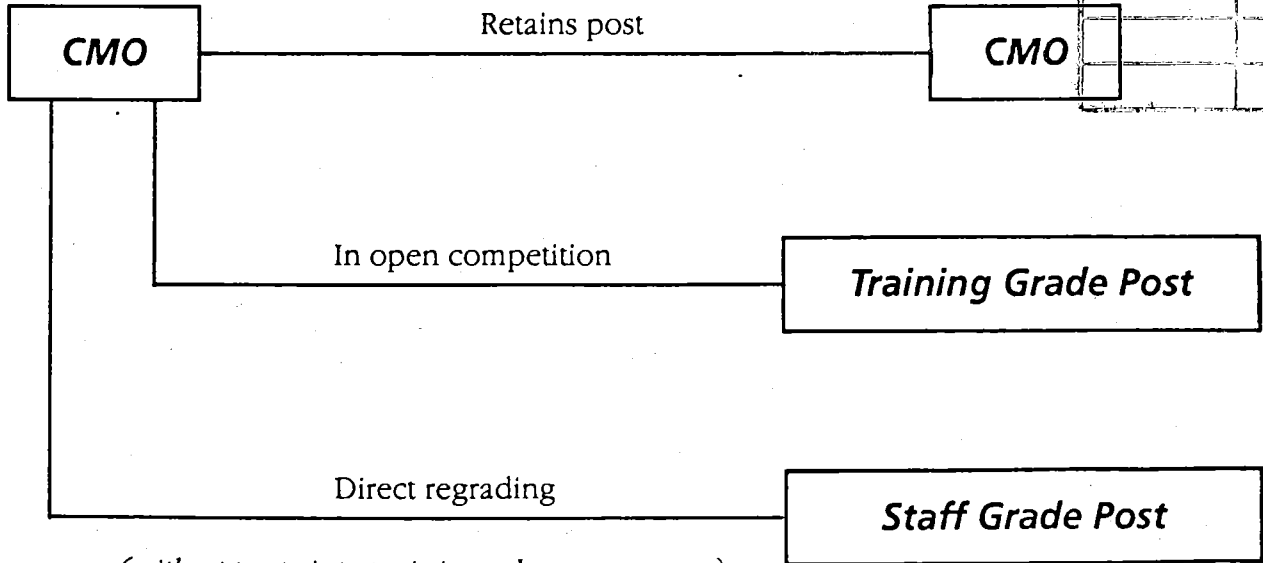 CMO
Retains post
CMO
In open competition
Training Grade Post
Direct regrading
Staff Grade Post